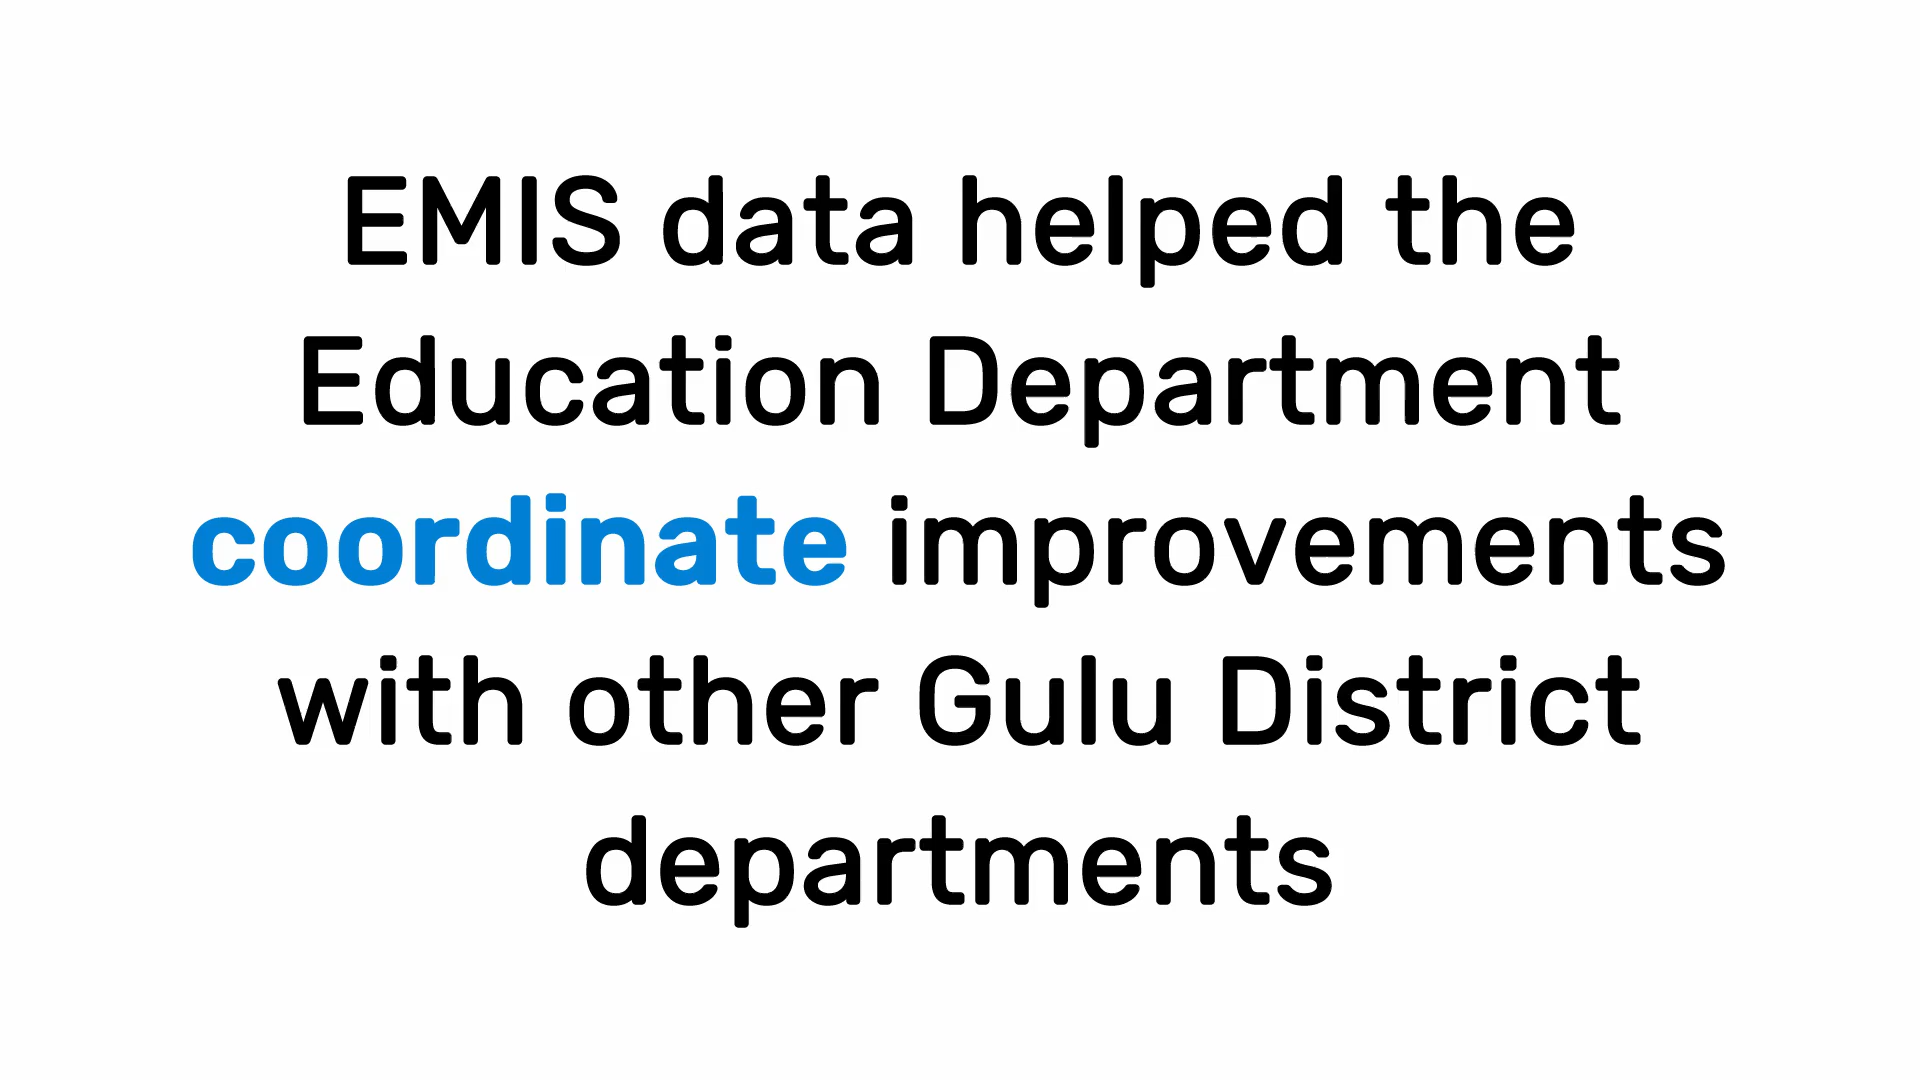 EMIS data helped the
Education Department
coordinate improvements
with other Gulu District
departments